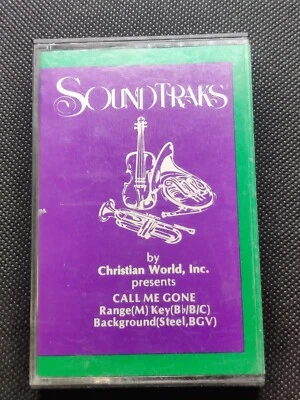 SOUNDTRAKS
by
Christian World, Inc.
presents
CALL ME GONE
Range(M) Key(B♭/B/C)
Background(Steel,BGV)